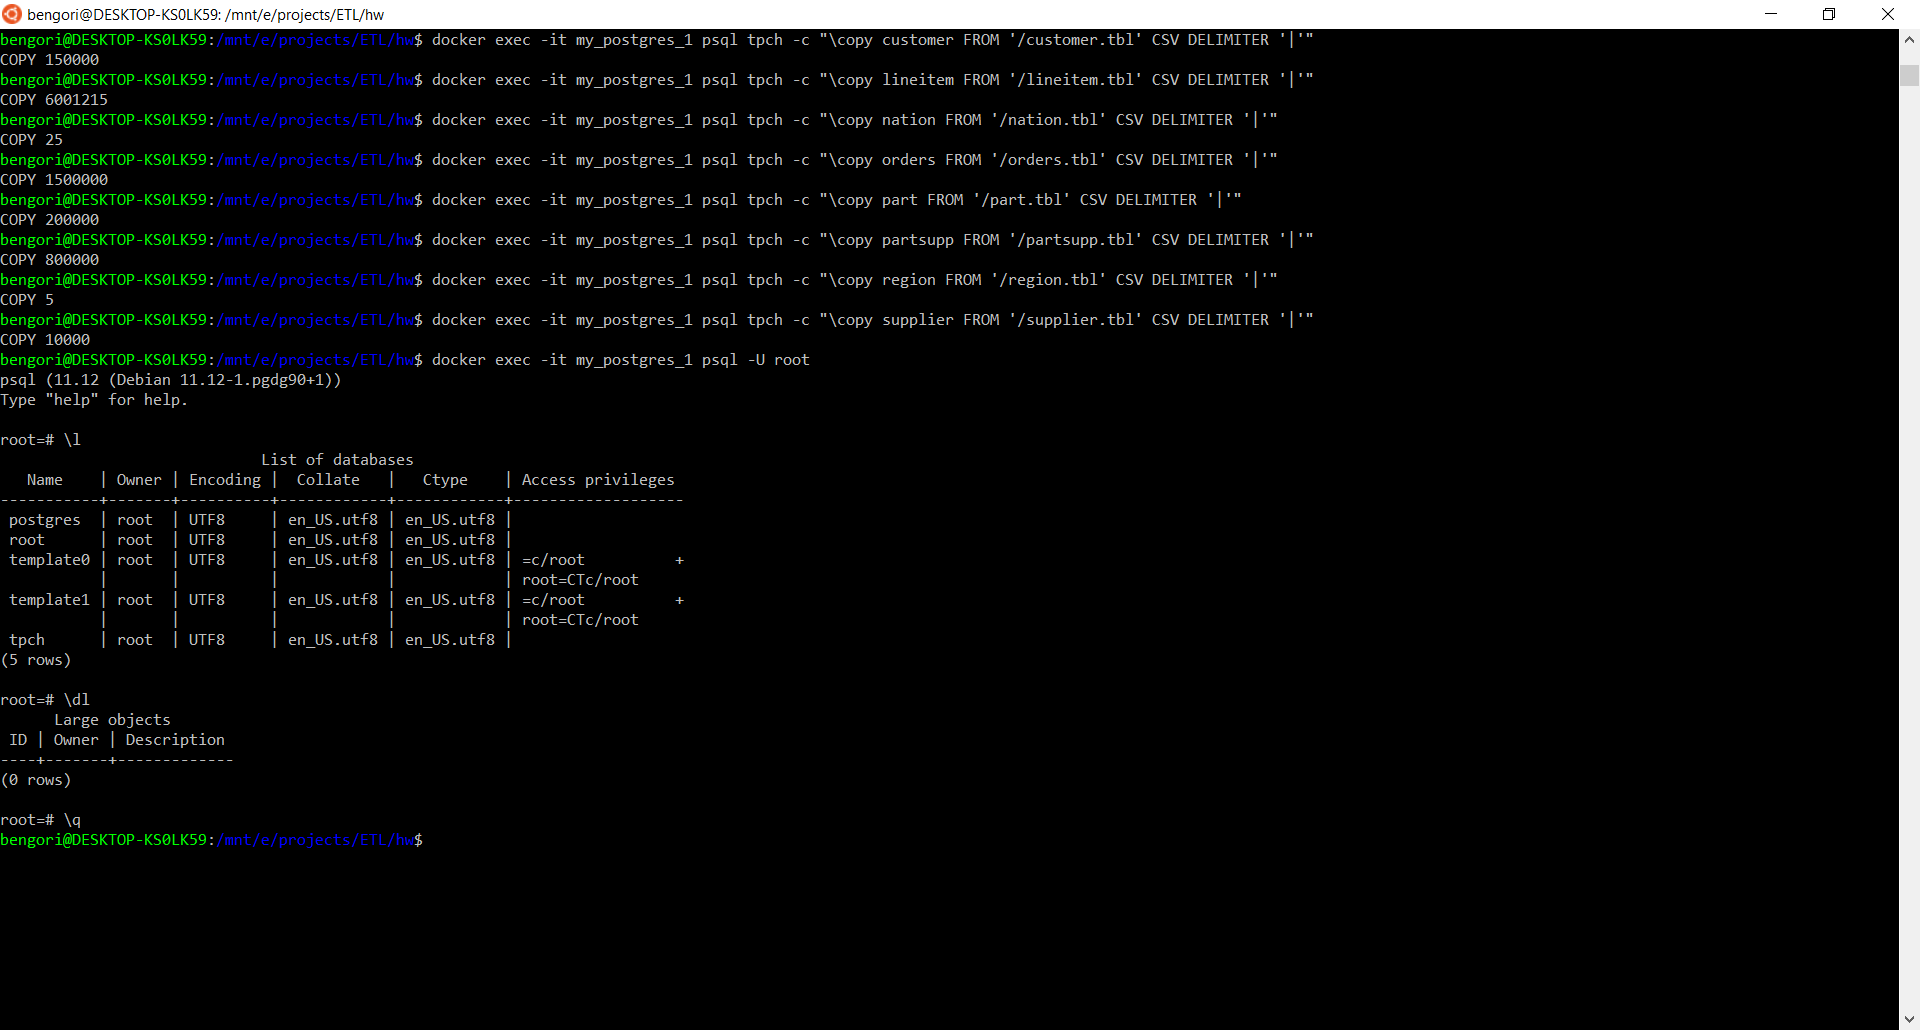 bengori@DESKTOP-KS0LK59: /mnt/e/projects/ETL/hw
bengori@DESKTOP-KS0LK59:/mnt/e/projects/ETL/hw$ docker exec -it my_postgres_1 psql tpch -c "\copy customer FROM '/customer.tbl' CSV DELIMITER '|'"
COPY 150000
bengori@DESKTOP-KS0LK59:/mnt/e/projects/ETL/hw$ docker exec -it my_postgres_1 psql tpch -c "\copy lineitem FROM '/lineitem.tbl' CSV DELIMITER '|'"
COPY 6001215
bengori@DESKTOP-KS0LK59:/mnt/e/projects/ETL/hw$ docker exec -it my_postgres_1 psql tpch -c "\copy nation FROM '/nation.tbl' CSV DELIMITER '|'"
COPY 25
bengori@DESKTOP-KS0LK59:/mnt/e/projects/ETL/hw$ docker exec -it my_postgres_1 psql tpch -c "\copy orders FROM '/orders.tbl' CSV DELIMITER '|'"
COPY 1500000
bengori@DESKTOP-KS0LK59:/mnt/e/projects/ETL/hw$ docker exec -it my_postgres_1 psql tpch -c "\copy part FROM '/part.tbl' CSV DELIMITER '|'"
COPY 200000
bengori@DESKTOP-KS0LK59:/mnt/e/projects/ETL/hw$ docker exec -it my_postgres_1 psql tpch -c "\copy partsupp FROM '/partsupp.tbl' CSV DELIMITER '|'"
COPY 800000
bengori@DESKTOP-KS0LK59:/mnt/e/projects/ETL/hw$ docker exec -it my_postgres_1 psql tpch -c "\copy region FROM '/region.tbl' CSV DELIMITER '|'"
COPY 5
bengori@DESKTOP-KS0LK59:/mnt/e/projects/ETL/hw$ docker exec -it my_postgres_1 psql tpch -c "\copy supplier FROM '/supplier.tbl' CSV DELIMITER '|'"
COPY 10000
bengori@DESKTOP-KS0LK59:/mnt/e/projects/ETL/hw$ docker exec -it my_postgres_1 psql -U root
psql (11.12 (Debian 11.12-1.pgdg90+1))
Type "help" for help.

root=# \l
                             List of databases
   Name    | Owner | Encoding |  Collate   |   Ctype    | Access privileges
-----------+-------+----------+------------+------------+-------------------
 postgres  | root  | UTF8     | en_US.utf8 | en_US.utf8 |
 root      | root  | UTF8     | en_US.utf8 | en_US.utf8 |
 template0 | root  | UTF8     | en_US.utf8 | en_US.utf8 | =c/root          +
           |       |          |            |            | root=CTc/root
 template1 | root  | UTF8     | en_US.utf8 | en_US.utf8 | =c/root          +
           |       |          |            |            | root=CTc/root
 tpch      | root  | UTF8     | en_US.utf8 | en_US.utf8 |
(5 rows)

root=# \dl
      Large objects
 ID | Owner | Description
----+-------+-------------
(0 rows)

root=# \q
bengori@DESKTOP-KS0LK59:/mnt/e/projects/ETL/hw$